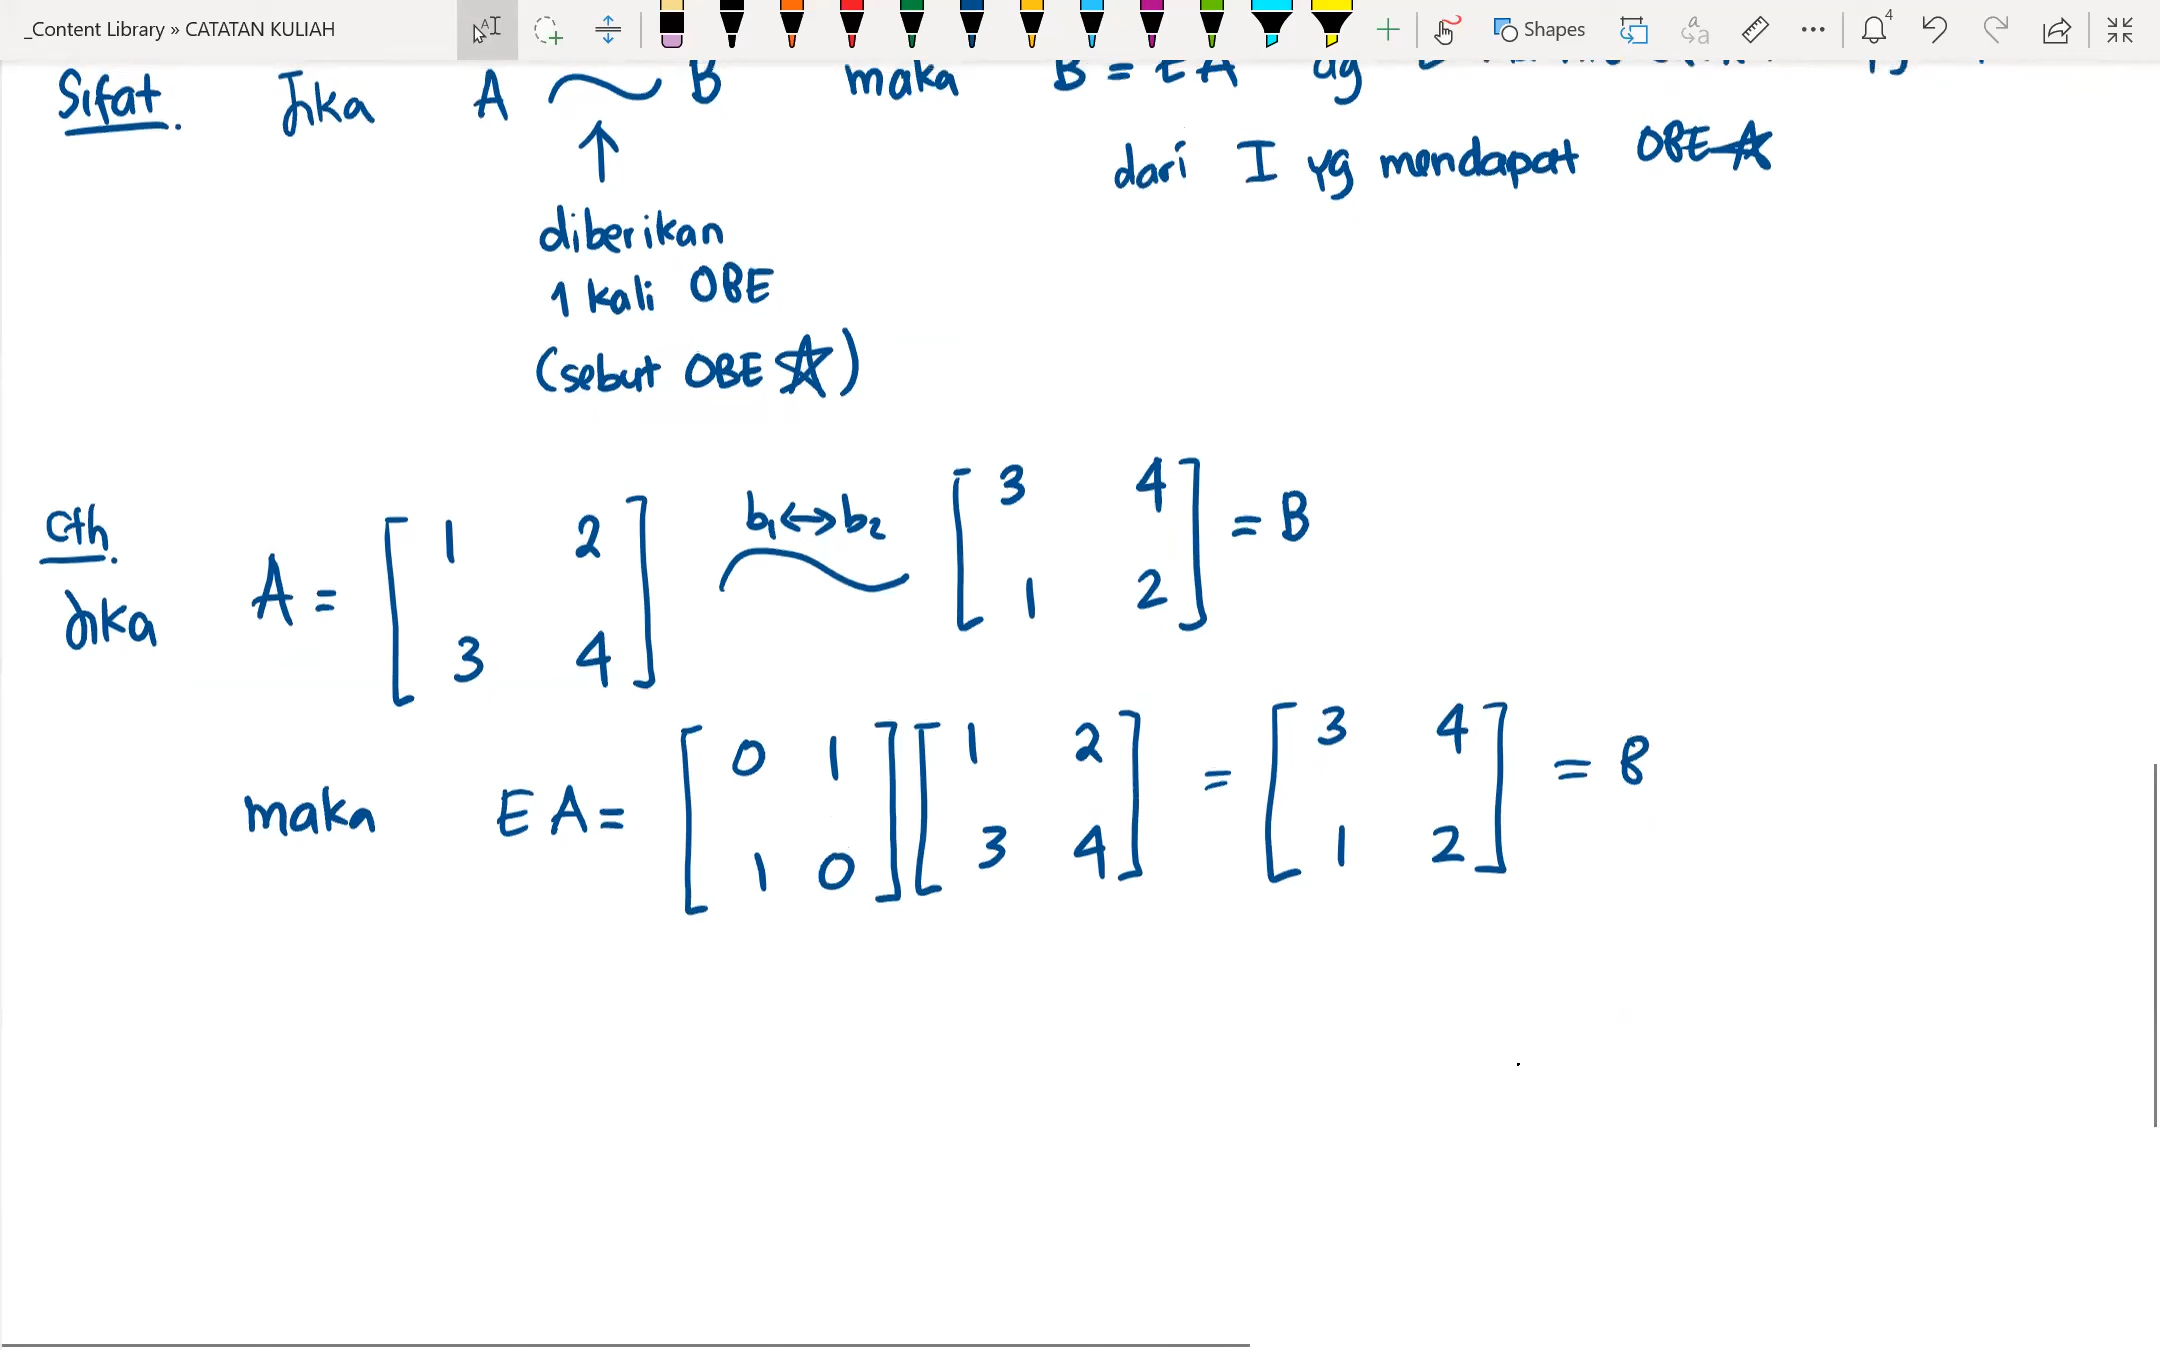 _Content Library » CATATAN KULIAH
Shapes
4
Sifat. Jika A ~ B maka B = EA dg
dari I yg mendapat OBE ☆
↑
diberikan
1 kali OBE
(sebut OBE ☆)
Cth.
Jika A = [ 1 2 b₁↔b₂ ~ [ 3 4 ] = B
3 4 ] 1 2
maka E A = [ 0 1 ] [ 1 2 ] = [ 3 4 ] = B
1 0 3 4 1 2